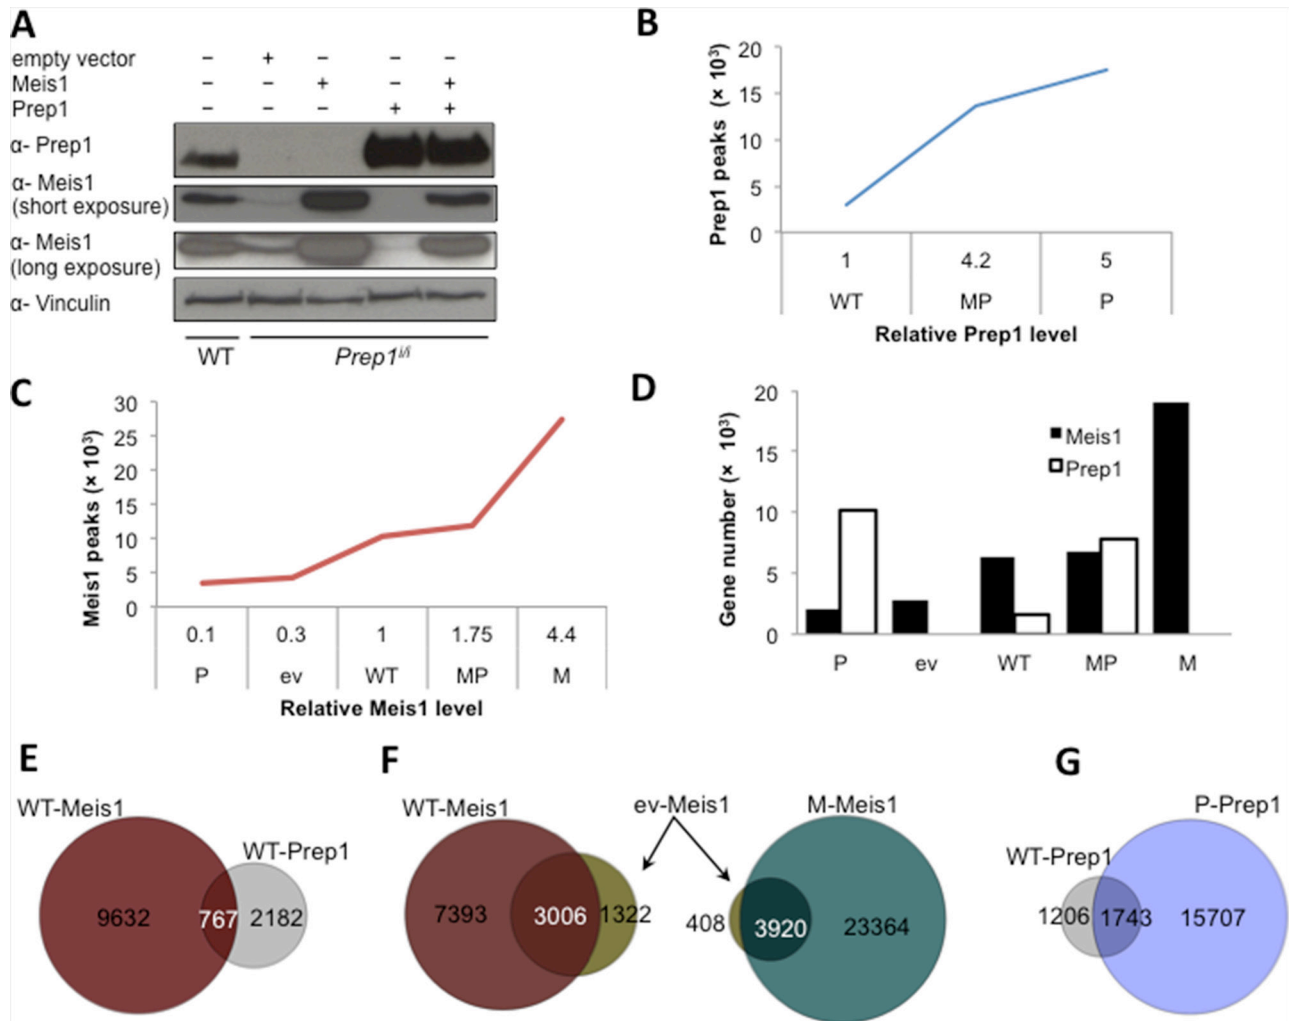 A
empty vector – + – – –
Meis1 – – + – +
Prep1 – – – + +
α- Prep1
α- Meis1
(short exposure)
α- Meis1
(long exposure)
α- Vinculin
WT
Prep1i/i
B
Prep1 peaks (× 10³)
20
15
10
5
0
1 4.2 5
WT MP P
Relative Prep1 level
C
Meis1 peaks (× 10³)
30
25
20
15
10
5
0
0.1 0.3 1 1.75 4.4
P ev WT MP M
Relative Meis1 level
D
Gene number (× 10³)
20
15
10
5
0
Meis1
Prep1
P ev WT MP M
E
WT-Meis1
WT-Prep1
9632 767 2182
F
WT-Meis1 ev-Meis1 M-Meis1
7393 3006 1322
408 3920 23364
G
P-Prep1
WT-Prep1
1206 1743 15707